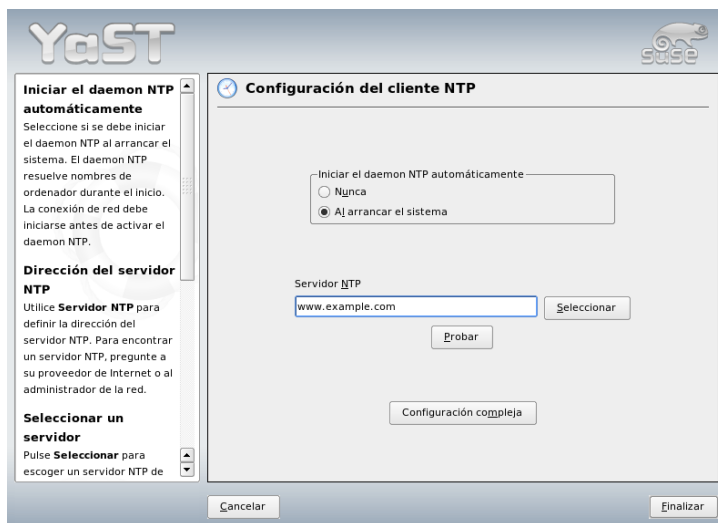 YaST
SUSE
Iniciar el daemon NTP
automáticamente
Seleccione si se debe iniciar
el daemon NTP al arrancar el
sistema. El daemon NTP
resuelve nombres de
ordenador durante el inicio.
La conexión de red debe
iniciarse antes de activar el
daemon NTP.
Dirección del servidor
NTP
Utilice Servidor NTP para
definir la dirección del
servidor NTP. Para encontrar
un servidor NTP, pregunte a
su proveedor de Internet o al
administrador de la red.
Seleccionar un
servidor
Pulse Seleccionar para
escoger un servidor NTP de
Configuración del cliente NTP
Iniciar el daemon NTP automáticamente
Nunca
Al arrancar el sistema
Servidor NTP
www.example.com
Seleccionar
Probar
Configuración compleja
Cancelar
Finalizar